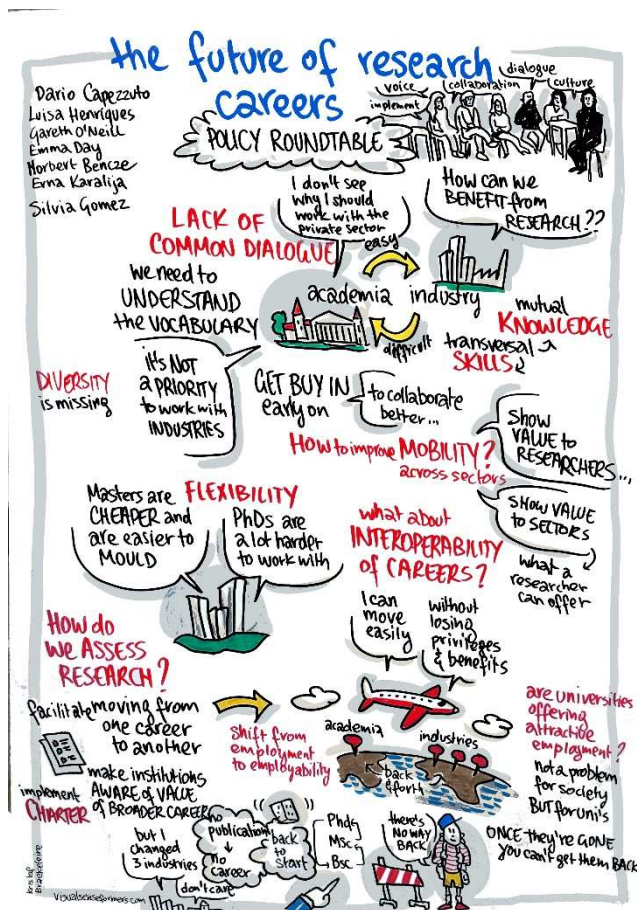 the future of research
careers
POLICY ROUNDTABLE
Dario Capezzuto
Luisa Henriques
Gareth O'Neill
Emma Day
Norbert Bencze
Erna Karalija
Silvia Gomez
voice
implement
collaboration
dialogue
culture
LACK OF
COMMON DIALOGUE
I don't see
why I should
work with the
private sector
HOW CAN WE
BENEFIT from
RESEARCH??
easy
academia
industry
difficult
we need to
UNDERSTAND
the VOCABULARY
mutual
KNOWLEDGE
transversal
SKILLS
DIVERSITY
is missing
it's NOT
a PRIORITY
to work with
INDUSTRIES
GET BUY IN
early on
to collaborate
better...
HOW to improve MOBILITY?
across sectors
Show
VALUE to
RESEARCHERS...
SHOW VALUE
to SECTORS
what a
researcher
can offer
FLEXIBILITY
Masters are
CHEAPER and
are easier to
MOULD
PhDs are
a lot harder
to work with
what about
INTEROPERABILITY
of CAREERS?
I can
move
easily
without
losing
privileges
& benefits
HOW do
WE ASSESS
RESEARCH?
facilitate moving from
one career
to another
Shift from
employment
to employability
academia
industries
back
& forth
are universities
offering
attractive
employment?
not a problem
for society
BUT for uni's
ONCE they're GONE
you can't get them BACK
implement
CHARTER
make institutions
AWARE of VALUE
of BROADER CAREER
but I
changed
3 industries
don't care
no
publication
no
career
back
to
start
PhD
MSc
BSc
there's
NO WAY
BACK
visualsenseformers.com